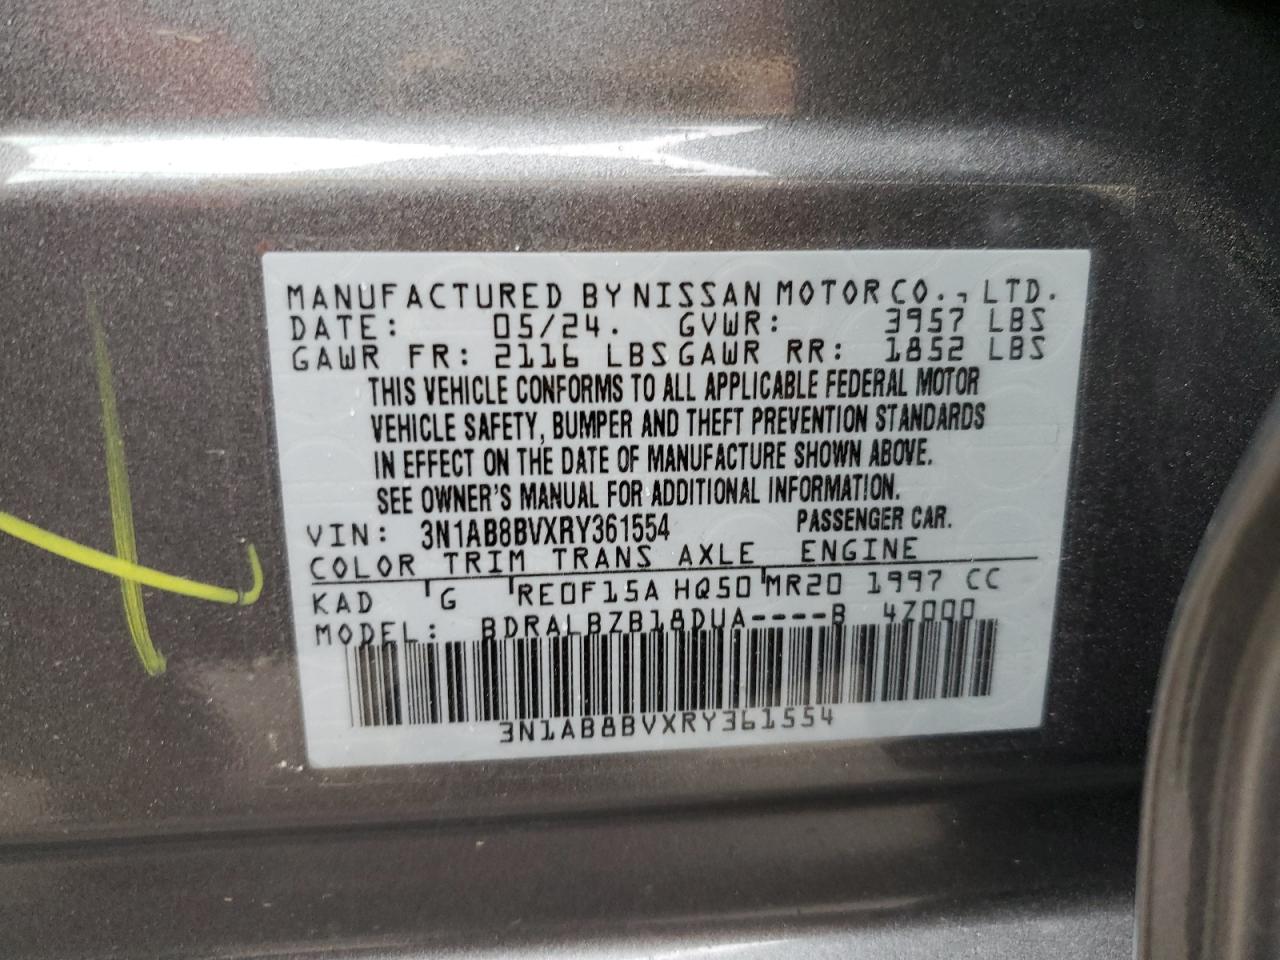 MANUFACTURED BY NISSAN MOTOR CO., LTD.
DATE: 05/24. GVWR: 3957 LBS
GAWR FR: 2116 LBS GAWR RR: 1852 LBS
THIS VEHICLE CONFORMS TO ALL APPLICABLE FEDERAL MOTOR
VEHICLE SAFETY, BUMPER AND THEFT PREVENTION STANDARDS
IN EFFECT ON THE DATE OF MANUFACTURE SHOWN ABOVE.
SEE OWNER'S MANUAL FOR ADDITIONAL INFORMATION.
VIN: 3N1AB8BVXRY361554 PASSENGER CAR.
COLOR TRIM TRANS AXLE ENGINE
KAD G RE0F15A HQ50 MR20 1997 CC
MODEL: BDRALBZB18DUA----B 4Z000
3N1AB8BVXRY361554